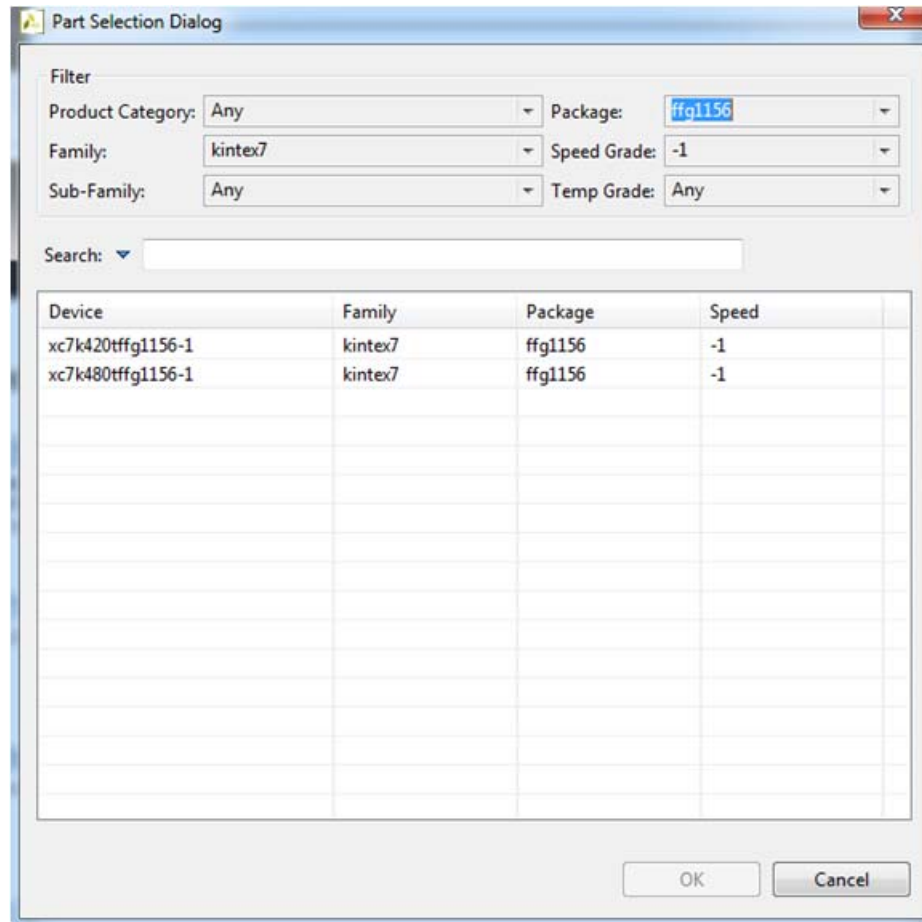 Part Selection Dialog
Filter
Product Category: Any Package: ffg1156
Family: kintex7 Speed Grade: -1
Sub-Family: Any Temp Grade: Any
Search:
Device Family Package Speed
xc7k420tffg1156-1 kintex7 ffg1156 -1
xc7k480tffg1156-1 kintex7 ffg1156 -1
OK Cancel